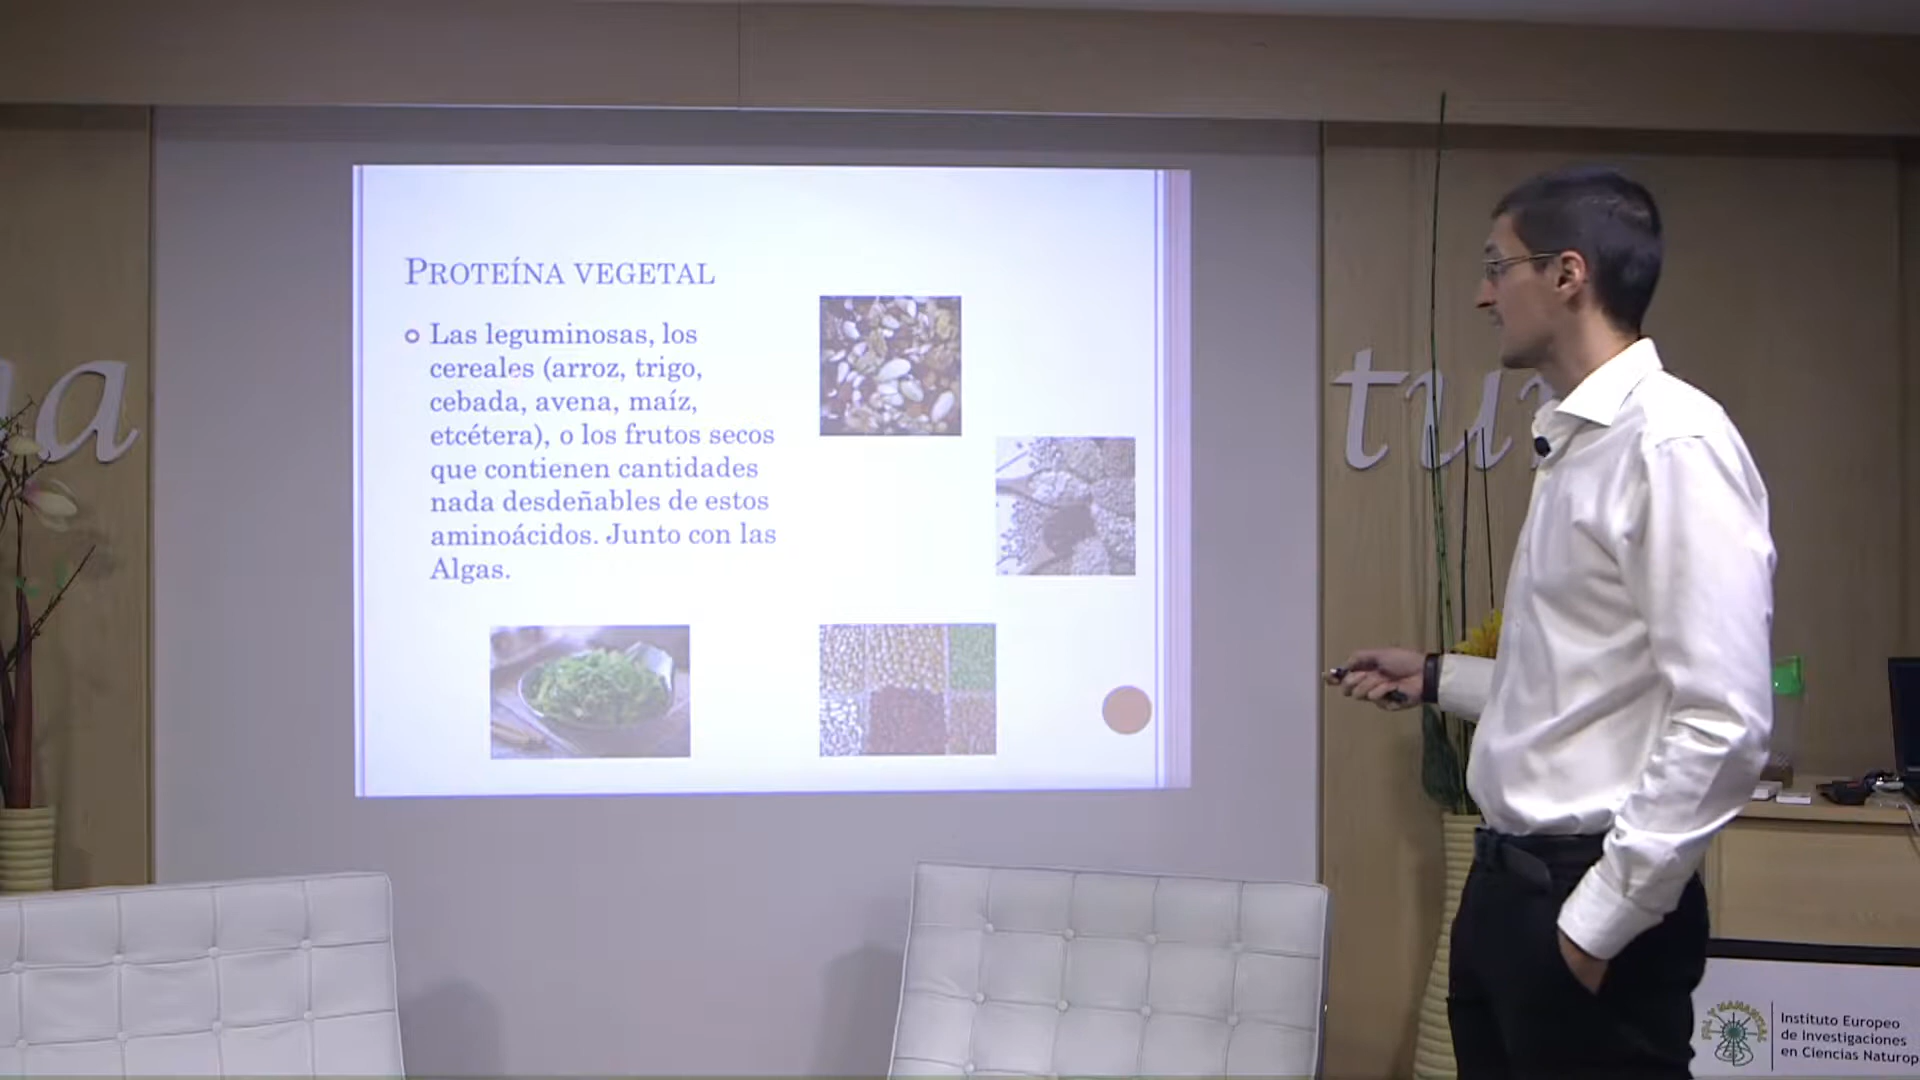 PROTEÍNA VEGETAL
Las leguminosas, los
cereales (arroz, trigo,
cebada, avena, maíz,
etcétera), o los frutos secos
que contienen cantidades
nada desdeñables de estos
aminoácidos. Junto con las
Algas.
a
tu
Instituto Europeo
de Investigaciones
en Ciencias Naturop